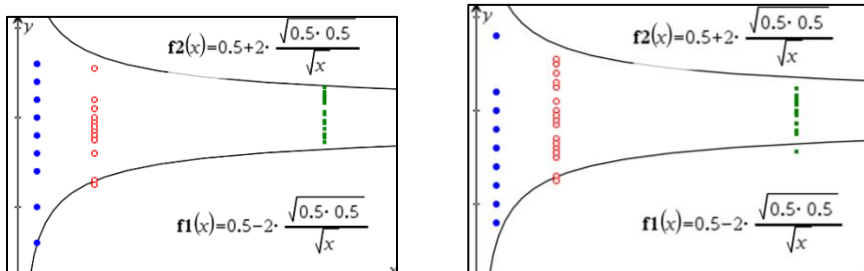 y
f2(x)=0.5+2· √(0.5· 0.5)/√x
f1(x)=0.5−2· √(0.5· 0.5)/√x
y
f2(x)=0.5+2· √(0.5· 0.5)/√x
f1(x)=0.5−2· √(0.5· 0.5)/√x